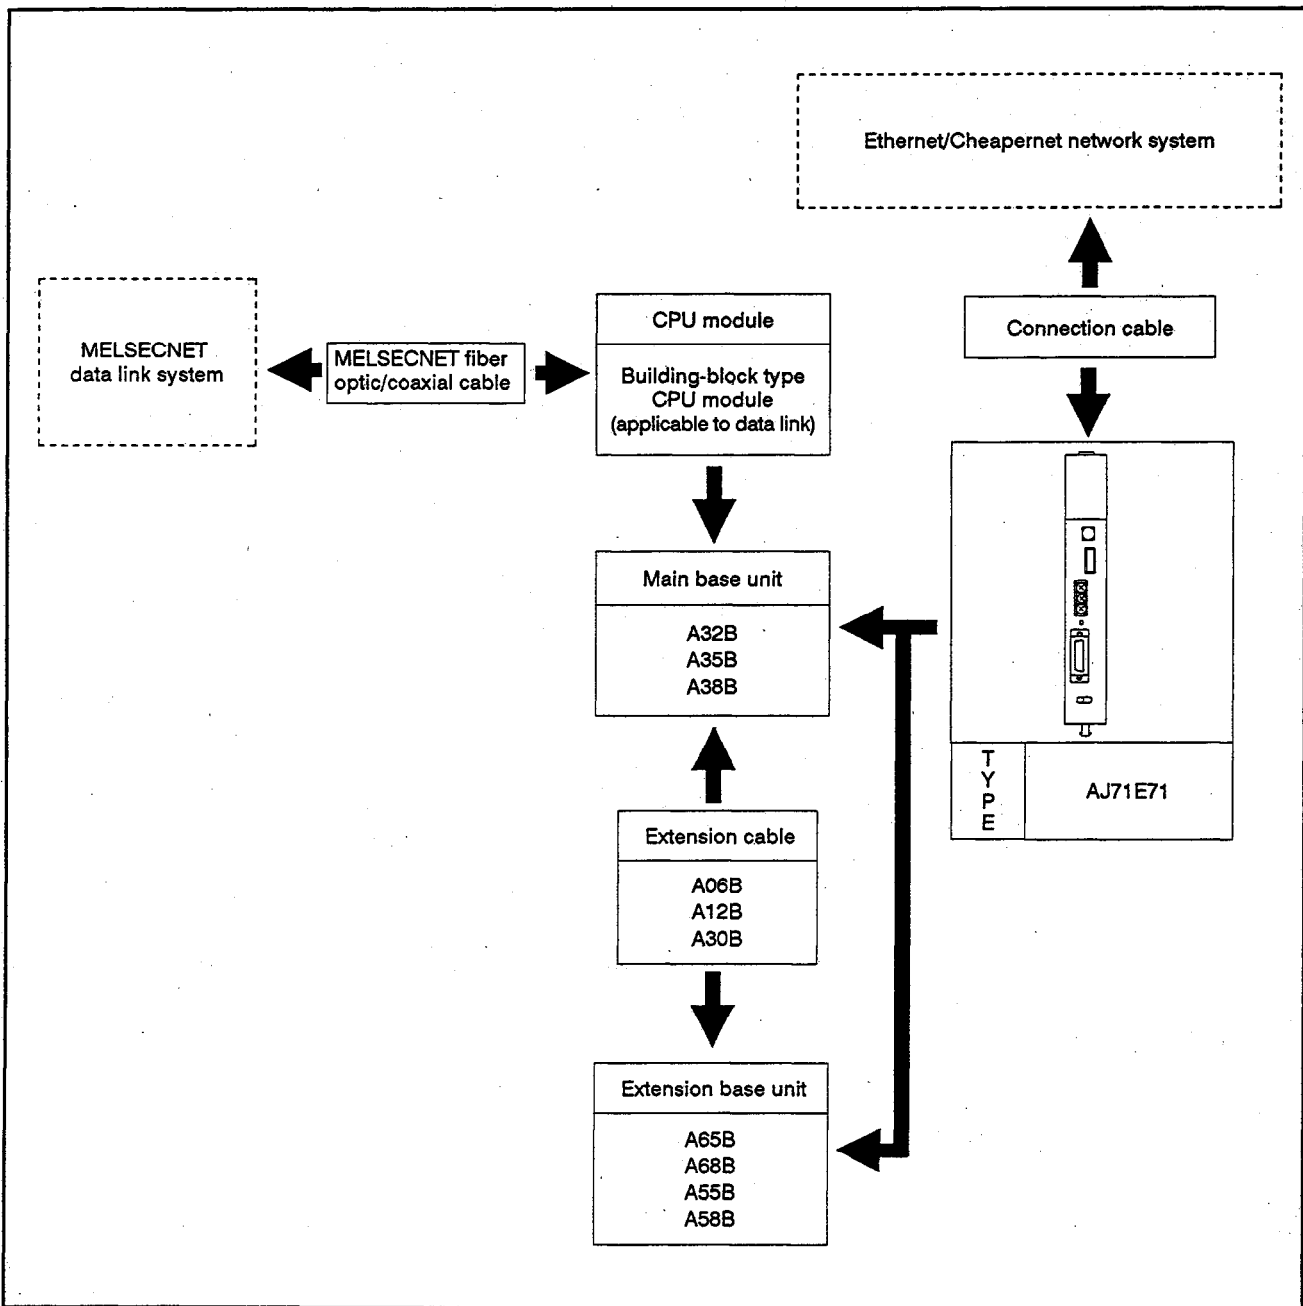 Ethernet/Cheapernet network system
MELSECNET
data link system
MELSECNET fiber
optic/coaxial cable
CPU module
Building-block type
CPU module
(applicable to data link)
Connection cable
Main base unit
A32B
A35B
A38B
TYPE
AJ71E71
Extension cable
A06B
A12B
A30B
Extension base unit
A65B
A68B
A55B
A58B